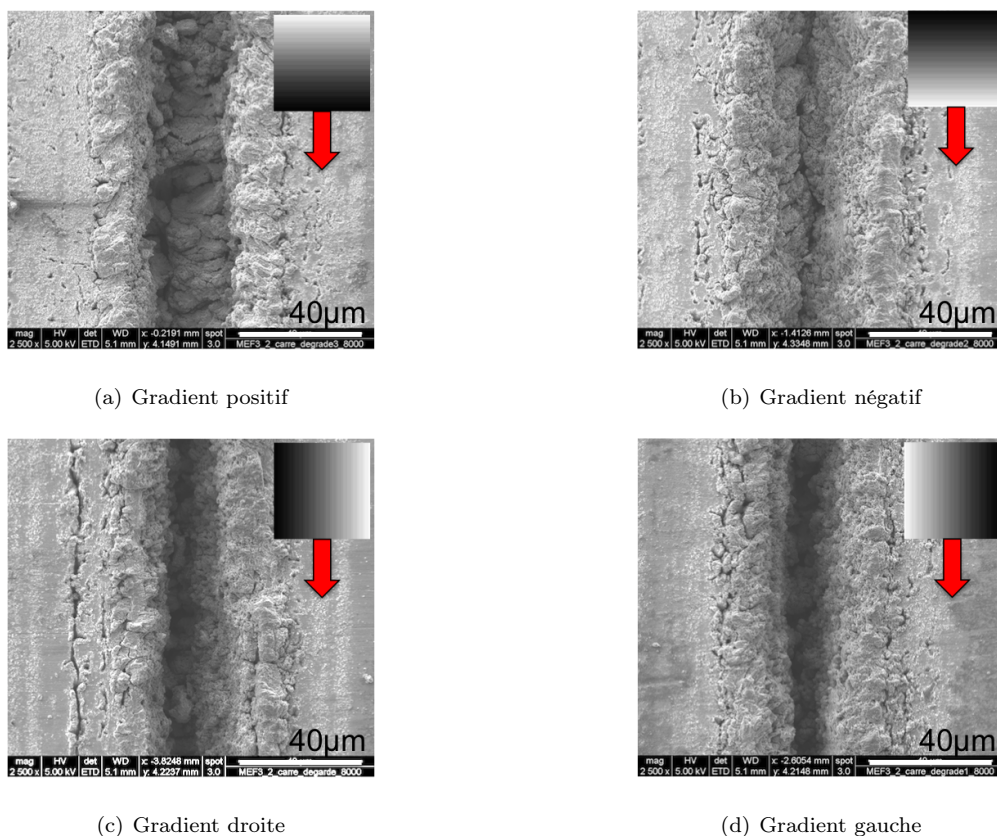 40µm
mag HV det WD x: -0.2191 mm spot
2 500 x 5.00 kV ETD 5.1 mm y: 4.1491 mm 3.0 MEF3_2_carre_degrade3_8000
(a) Gradient positif
40µm
mag HV det WD x: -1.4126 mm spot
2 500 x 5.00 kV ETD 5.1 mm y: 4.3348 mm 3.0 MEF3_2_carre_degrade2_8000
(b) Gradient négatif
40µm
mag HV det WD x: -3.8248 mm spot
2 500 x 5.00 kV ETD 5.1 mm y: 4.2237 mm 3.0 MEF3_2_carre_degarde_8000
(c) Gradient droite
40µm
mag HV det WD x: -2.6054 mm spot
2 500 x 5.00 kV ETD 5.1 mm y: 4.2148 mm 3.0 MEF3_2_carre_degrade1_8000
(d) Gradient gauche